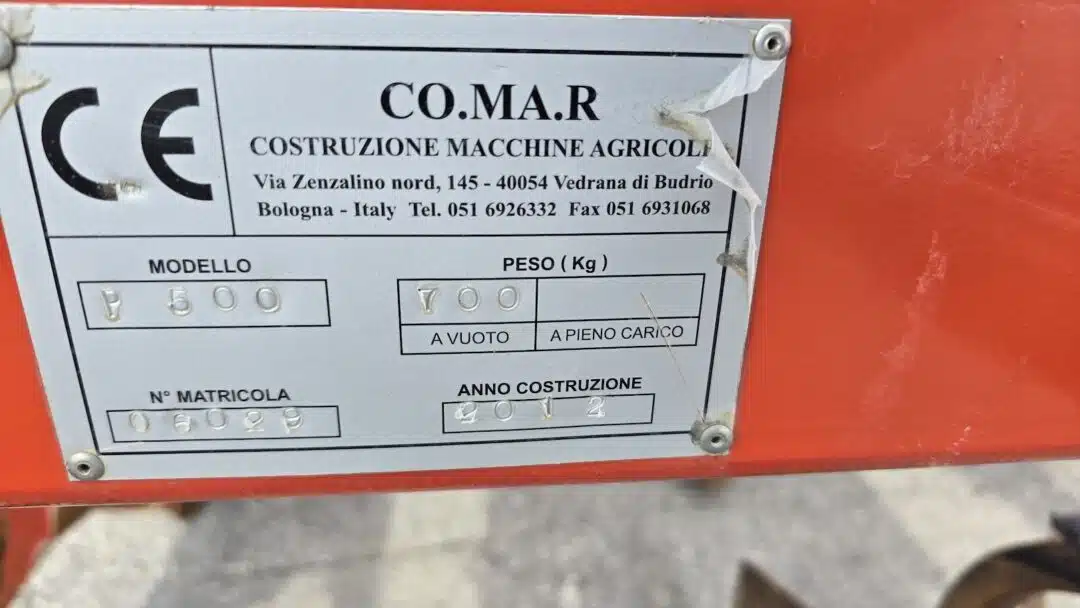 CE
CO.MA.R
COSTRUZIONE MACCHINE AGRICOLE
Via Zenzalino nord, 145 - 40054 Vedrana di Budrio
Bologna - Italy Tel. 051 6926332 Fax 051 6931068
MODELLO
P 500
PESO ( Kg )
700
A VUOTO
A PIENO CARICO
N° MATRICOLA
ANNO COSTRUZIONE
2012